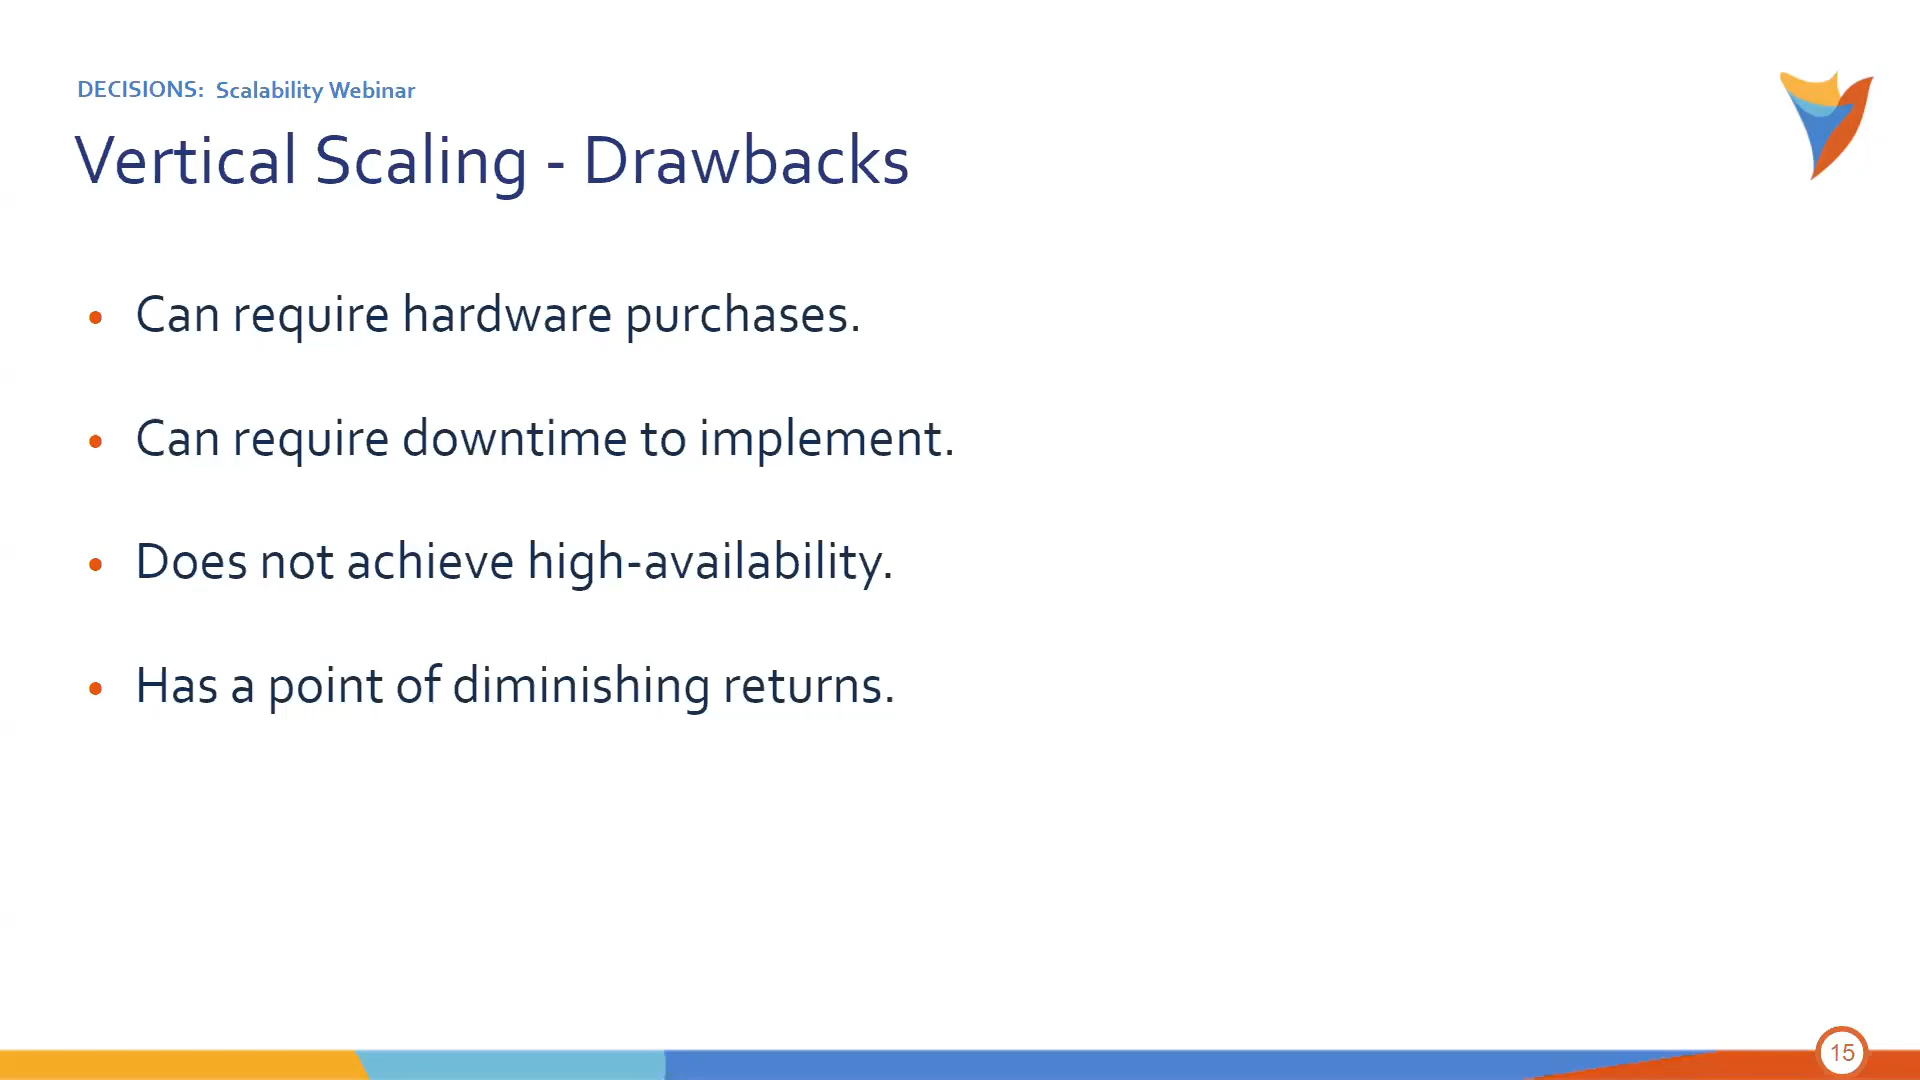 DECISIONS: Scalability Webinar
Vertical Scaling - Drawbacks
• Can require hardware purchases.
• Can require downtime to implement.
• Does not achieve high-availability.
• Has a point of diminishing returns.
15